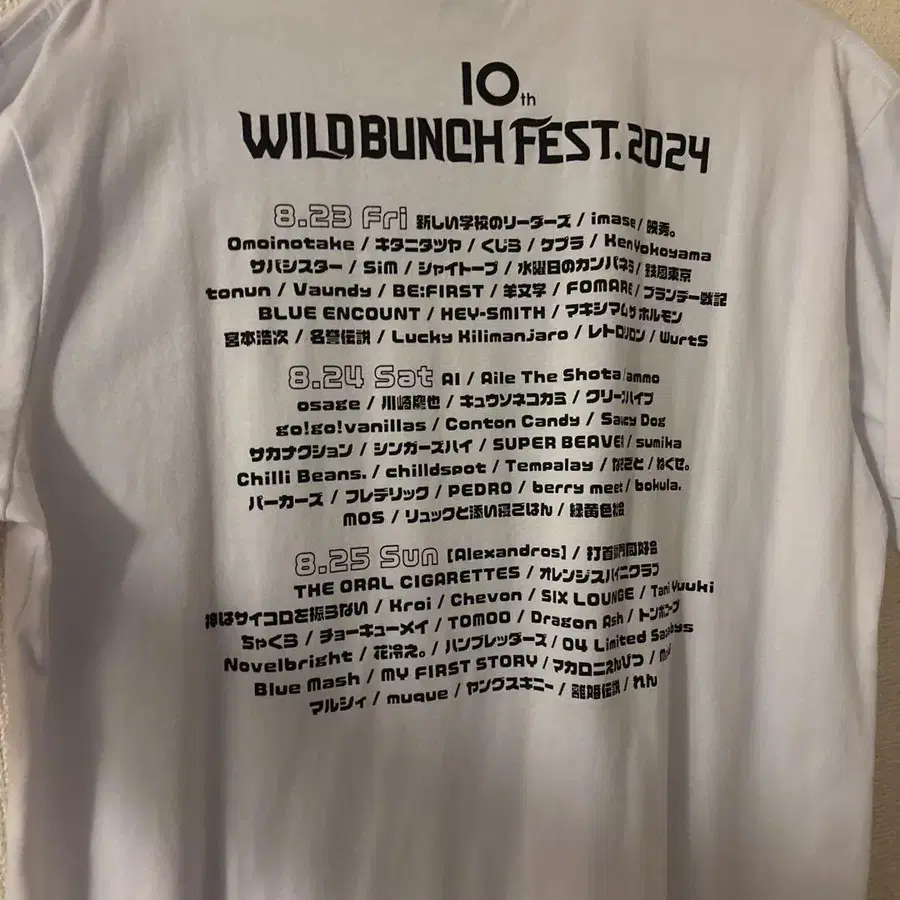 10th
WILD BUNCH FEST. 2024
8.23 Fri 新しい学校のリーダーズ / imase / 映秀。
Omoinotake / キタニタツヤ / くじら / ケプラ / Ken Yokoyama
サバシスター / SiM / シャイトープ / 水曜日のカンパネラ / 鉄風東京
tonun / Vaundy / BE:FIRST / 羊文学 / FOMARE / ブランデー戦記
BLUE ENCOUNT / HEY-SMITH / マキシマム ザ ホルモン
宮本浩次 / 名誉伝説 / Lucky Kilimanjaro / レトロリロン / WurtS
8.24 Sat AI / Aile The Shota / ammo
osage / 川崎鷹也 / キュウソネコカミ / クリープハイプ
go!go!vanillas / Conton Candy / Saucy Dog
サカナクション / シンガーズハイ / SUPER BEAVER / sumika
Chilli Beans. / chilldspot / Tempalay / なとり / ねぐせ。
パーカーズ / フレデリック / PEDRO / berry meet / bokula.
MOS / リュックと添い寝ごはん / 緑黄色社会
8.25 Sun [Alexandros] / 打首獄門同好会
THE ORAL CIGARETTES / オレンジスパイニクラブ
神はサイコロを振らない / Kroi / Chevon / SIX LOUNGE / Tani Yuuki
ちゃくら / チョーキューメイ / TOMOO / Dragon Ash / トンボコープ
Novelbright / 花冷え。 / ハンブレッダーズ / 04 Limited Sazabys
Blue Mash / MY FIRST STORY / マカロニえんぴつ /
マルシィ / muque / ヤングスキニー / 離婚伝説 / れん